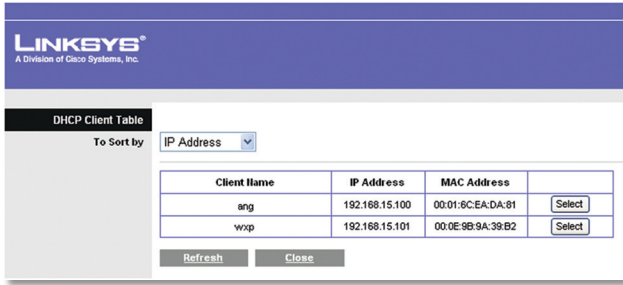 LINKSYS®
A Division of Cisco Systems, Inc.
DHCP Client Table
To Sort by IP Address
Client Name IP Address MAC Address
ang 192.168.15.100 00:01:6C:EA:DA:81 Select
wxp 192.168.15.101 00:0E:9B:9A:39:B2 Select
Refresh Close